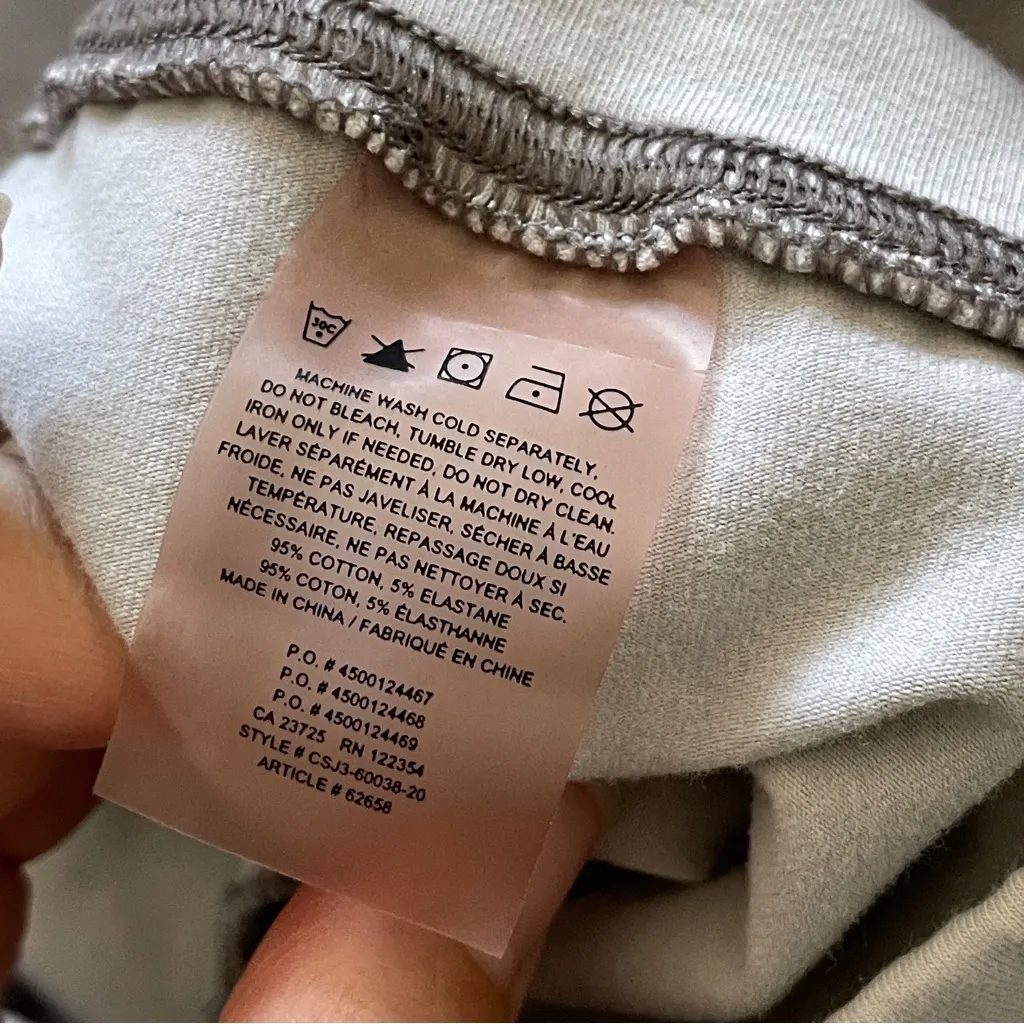 30C
MACHINE WASH COLD SEPARATELY,
DO NOT BLEACH, TUMBLE DRY LOW, COOL
IRON ONLY IF NEEDED, DO NOT DRY CLEAN.
LAVER SÉPARÉMENT À LA MACHINE À L'EAU
FROIDE, NE PAS JAVELISER, SÉCHER À BASSE
TEMPÉRATURE, REPASSAGE DOUX SI
NÉCESSAIRE, NE PAS NETTOYER À SEC.
95% COTTON, 5% ELASTANE
95% COTON, 5% ÉLASTHANNE
MADE IN CHINA / FABRIQUÉ EN CHINE
P.O. # 4500124467
P.O. # 4500124468
P.O. # 4500124469
CA 23725 RN 122354
STYLE # CSJ3-60038-20
ARTICLE # 62658